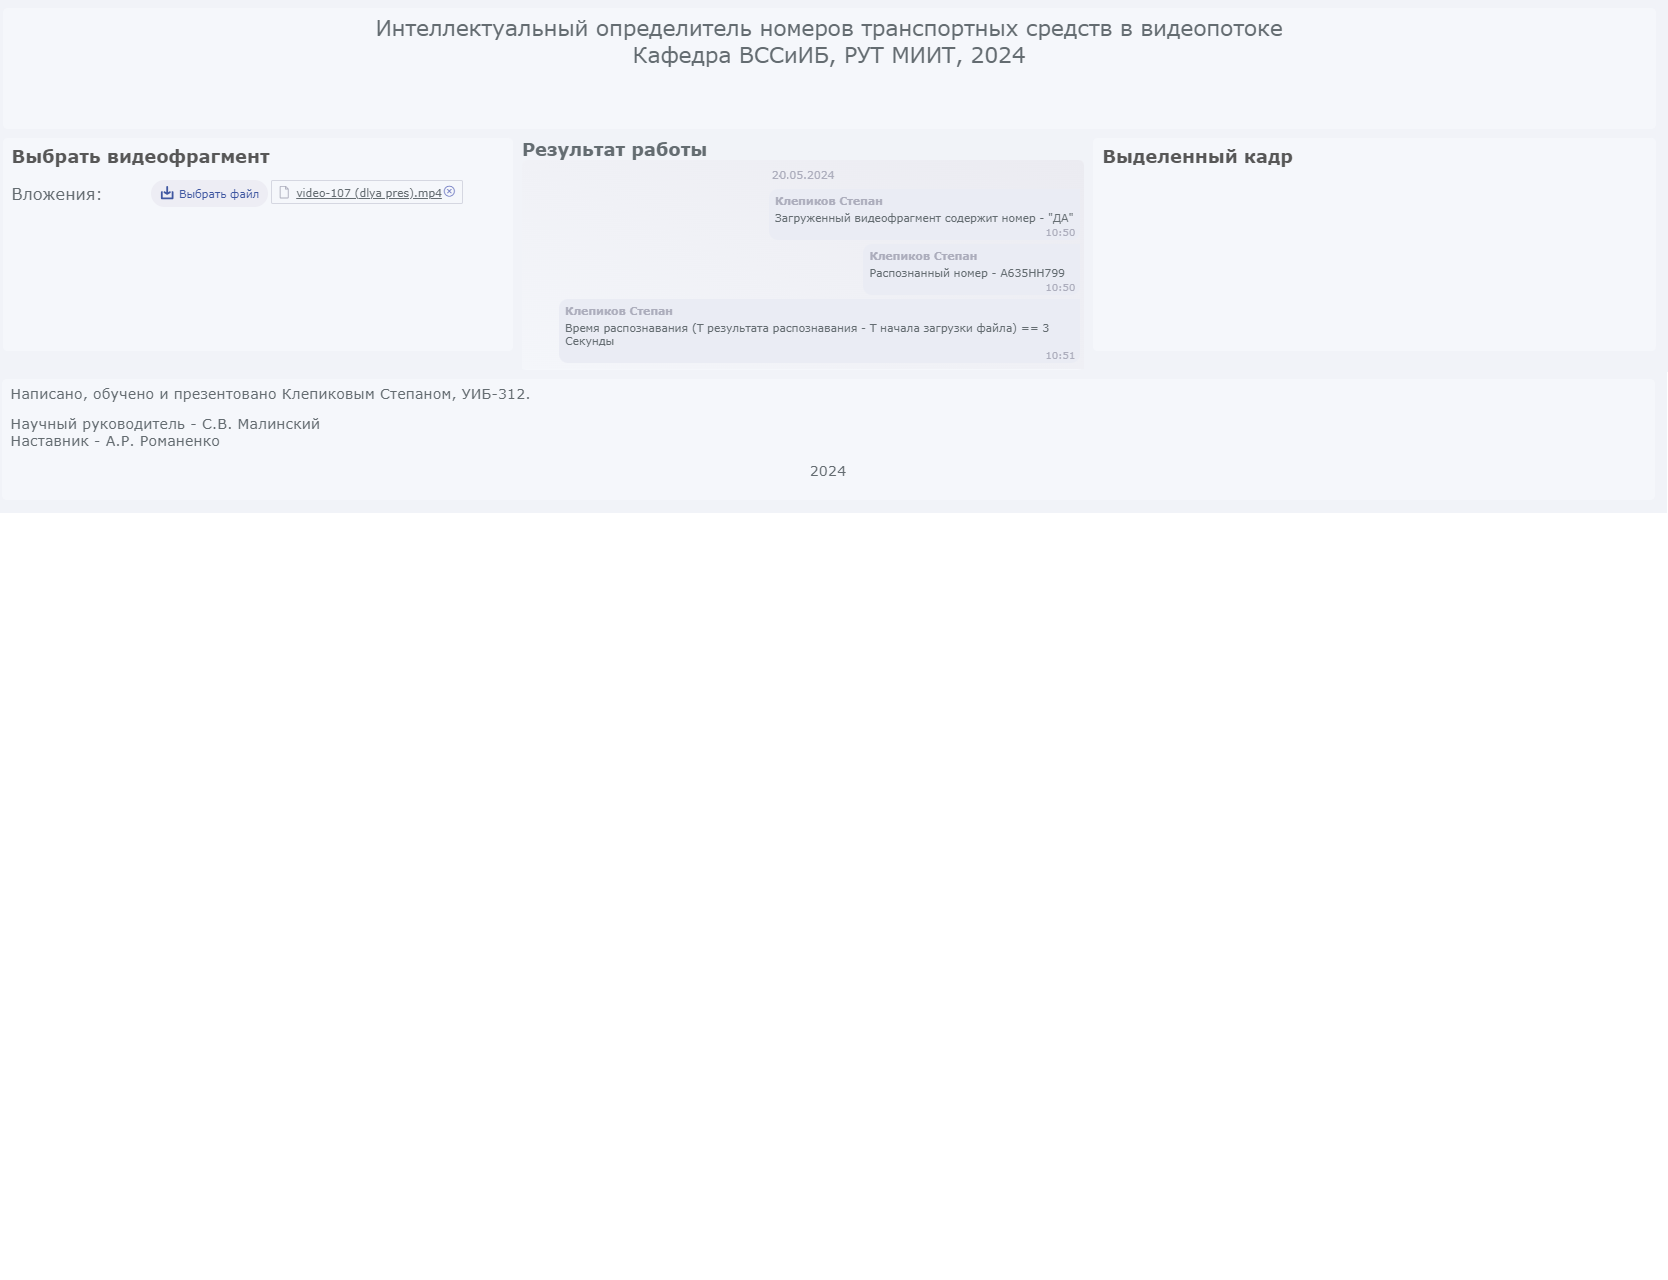 Интеллектуальный определитель номеров транспортных средств в видеопотоке
Кафедра ВССиИБ, РУТ МИИТ, 2024
Выбрать видеофрагмент
Вложения:
Выбрать файл
video-107 (dlya pres).mp4
Результат работы
20.05.2024
Клепиков Степан
Загруженный видеофрагмент содержит номер - "ДА"
10:50
Клепиков Степан
Распознанный номер - А635НН799
10:50
Клепиков Степан
Время распознавания (Т результата распознавания - Т начала загрузки файла) == 3
Секунды
10:51
Выделенный кадр
Написано, обучено и презентовано Клепиковым Степаном, УИБ-312.
Научный руководитель - С.В. Малинский
Наставник - А.Р. Романенко
2024